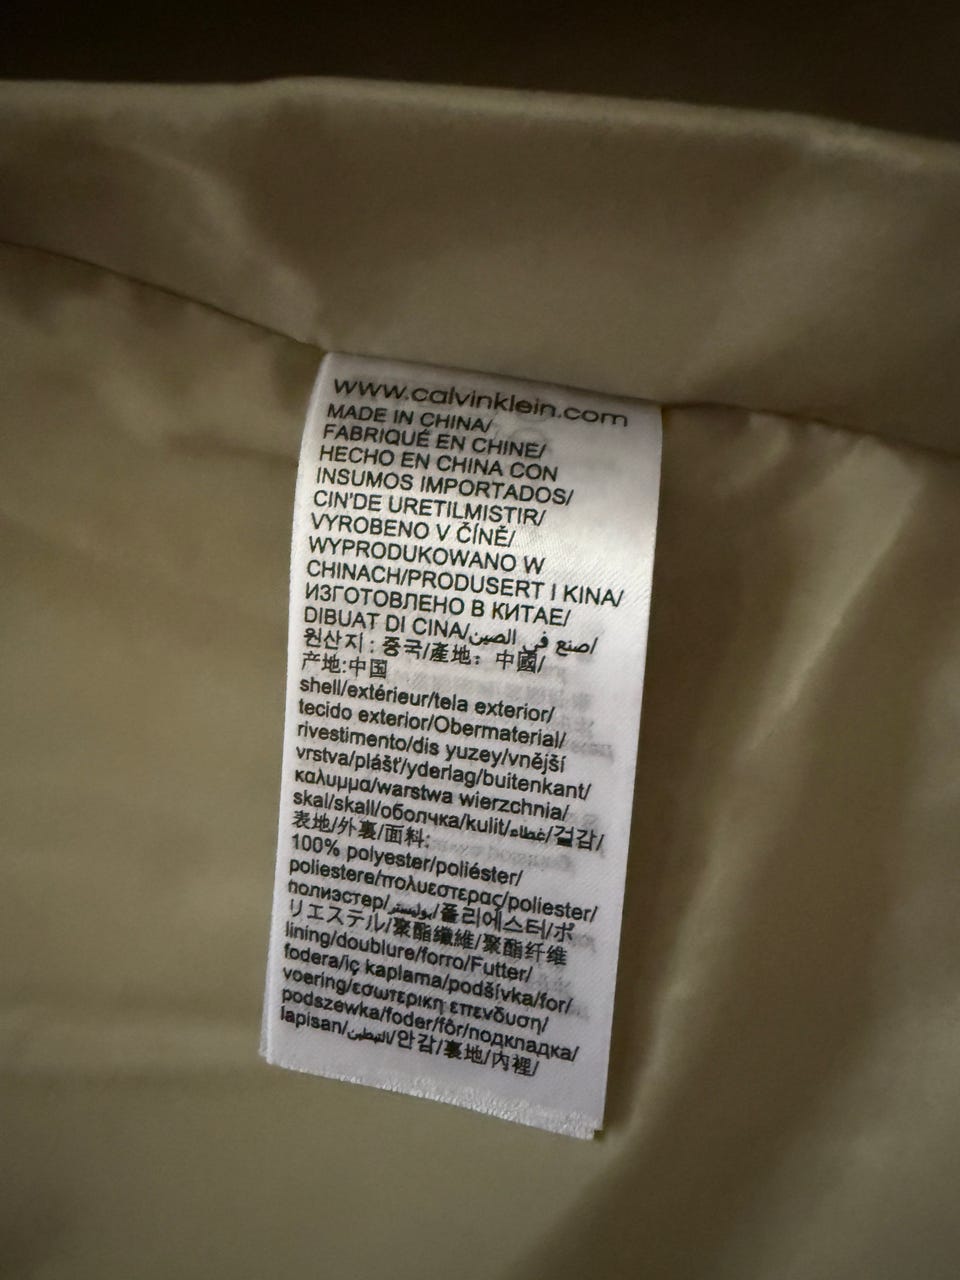 www.calvinklein.com
MADE IN CHINA/
FABRIQUÉ EN CHINE/
HECHO EN CHINA CON
INSUMOS IMPORTADOS/
CIN'DE URETILMISTIR/
VYROBENO V ČÍNĚ/
WYPRODUKOWANO W
CHINACH/PRODUSERT I KINA/
ИЗГОТОВЛЕНО В КИТАЕ/
DIBUAT DI CINA/صنع في الصين/
원산지 : 중국/產地：中國/
产地:中国
shell/extérieur/tela exterior/
tecido exterior/Obermaterial/
rivestimento/dis yuzey/vnější
vrstva/plášť/yderlag/buitenkant/
καλυμμα/warstwa wierzchnia/
skal/skall/оболчка/kulit/غطاء/겉감/
表地/外裏/面料:
100% polyester/poliéster/
poliestere/πολυεστερας/poliester/
полиэстер/بوليستر/폴리에스터/ポ
リエステル/聚酯纖維/聚酯纤维
lining/doublure/forro/Futter/
fodera/iç kaplama/podšívka/for/
voering/εσωτερικη επενδυση/
podszewka/foder/fôr/подкладка/
lapisan/التبطين/안감/裏地/內裡/